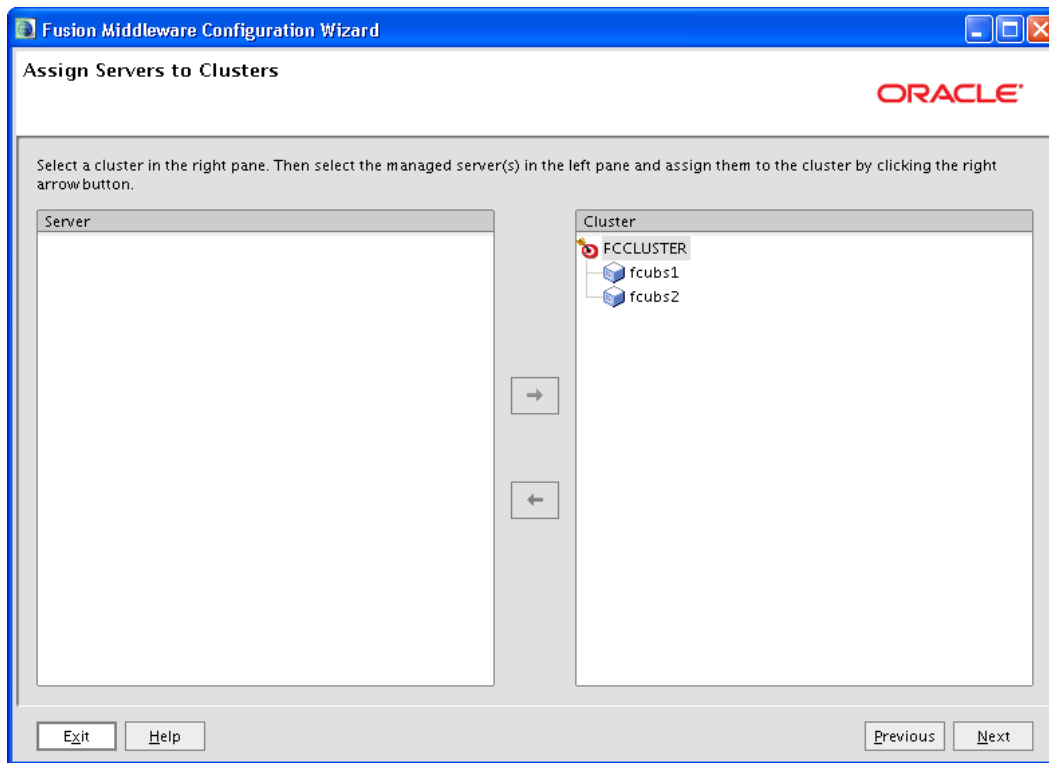 Fusion Middleware Configuration Wizard
Assign Servers to Clusters
ORACLE
Select a cluster in the right pane. Then select the managed server(s) in the left pane and assign them to the cluster by clicking the right
arrow button.
Server
Cluster
FCCLUSTER
fcubs1
fcubs2
Exit
Help
Previous
Next